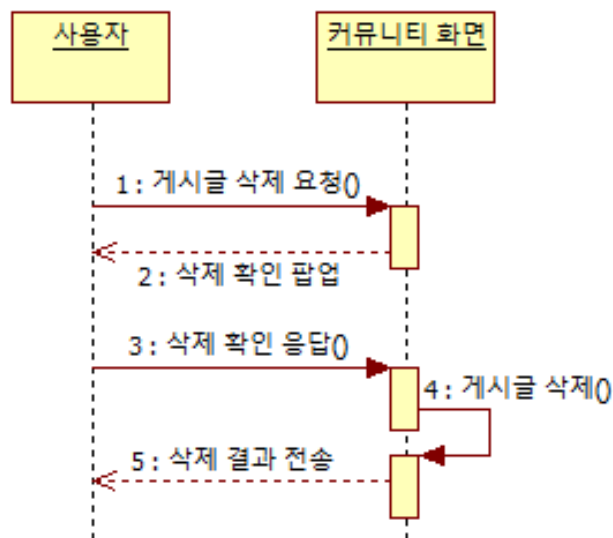 사용자
커뮤니티 화면
1 : 게시글 삭제 요청()
2 : 삭제 확인 팝업
3 : 삭제 확인 응답()
4 : 게시글 삭제()
5 : 삭제 결과 전송